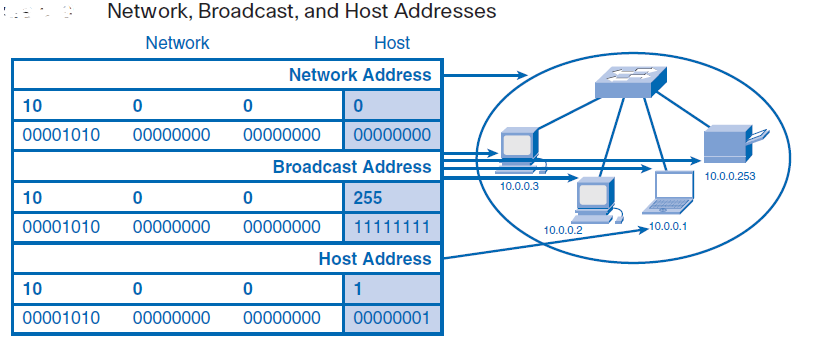 Network, Broadcast, and Host Addresses
Network Host
Network Address
10 0 0 0
00001010 00000000 00000000 00000000
Broadcast Address
10 0 0 255
00001010 00000000 00000000 11111111
Host Address
10 0 0 1
00001010 00000000 00000000 00000001
10.0.0.253
10.0.0.3
10.0.0.1
10.0.0.2